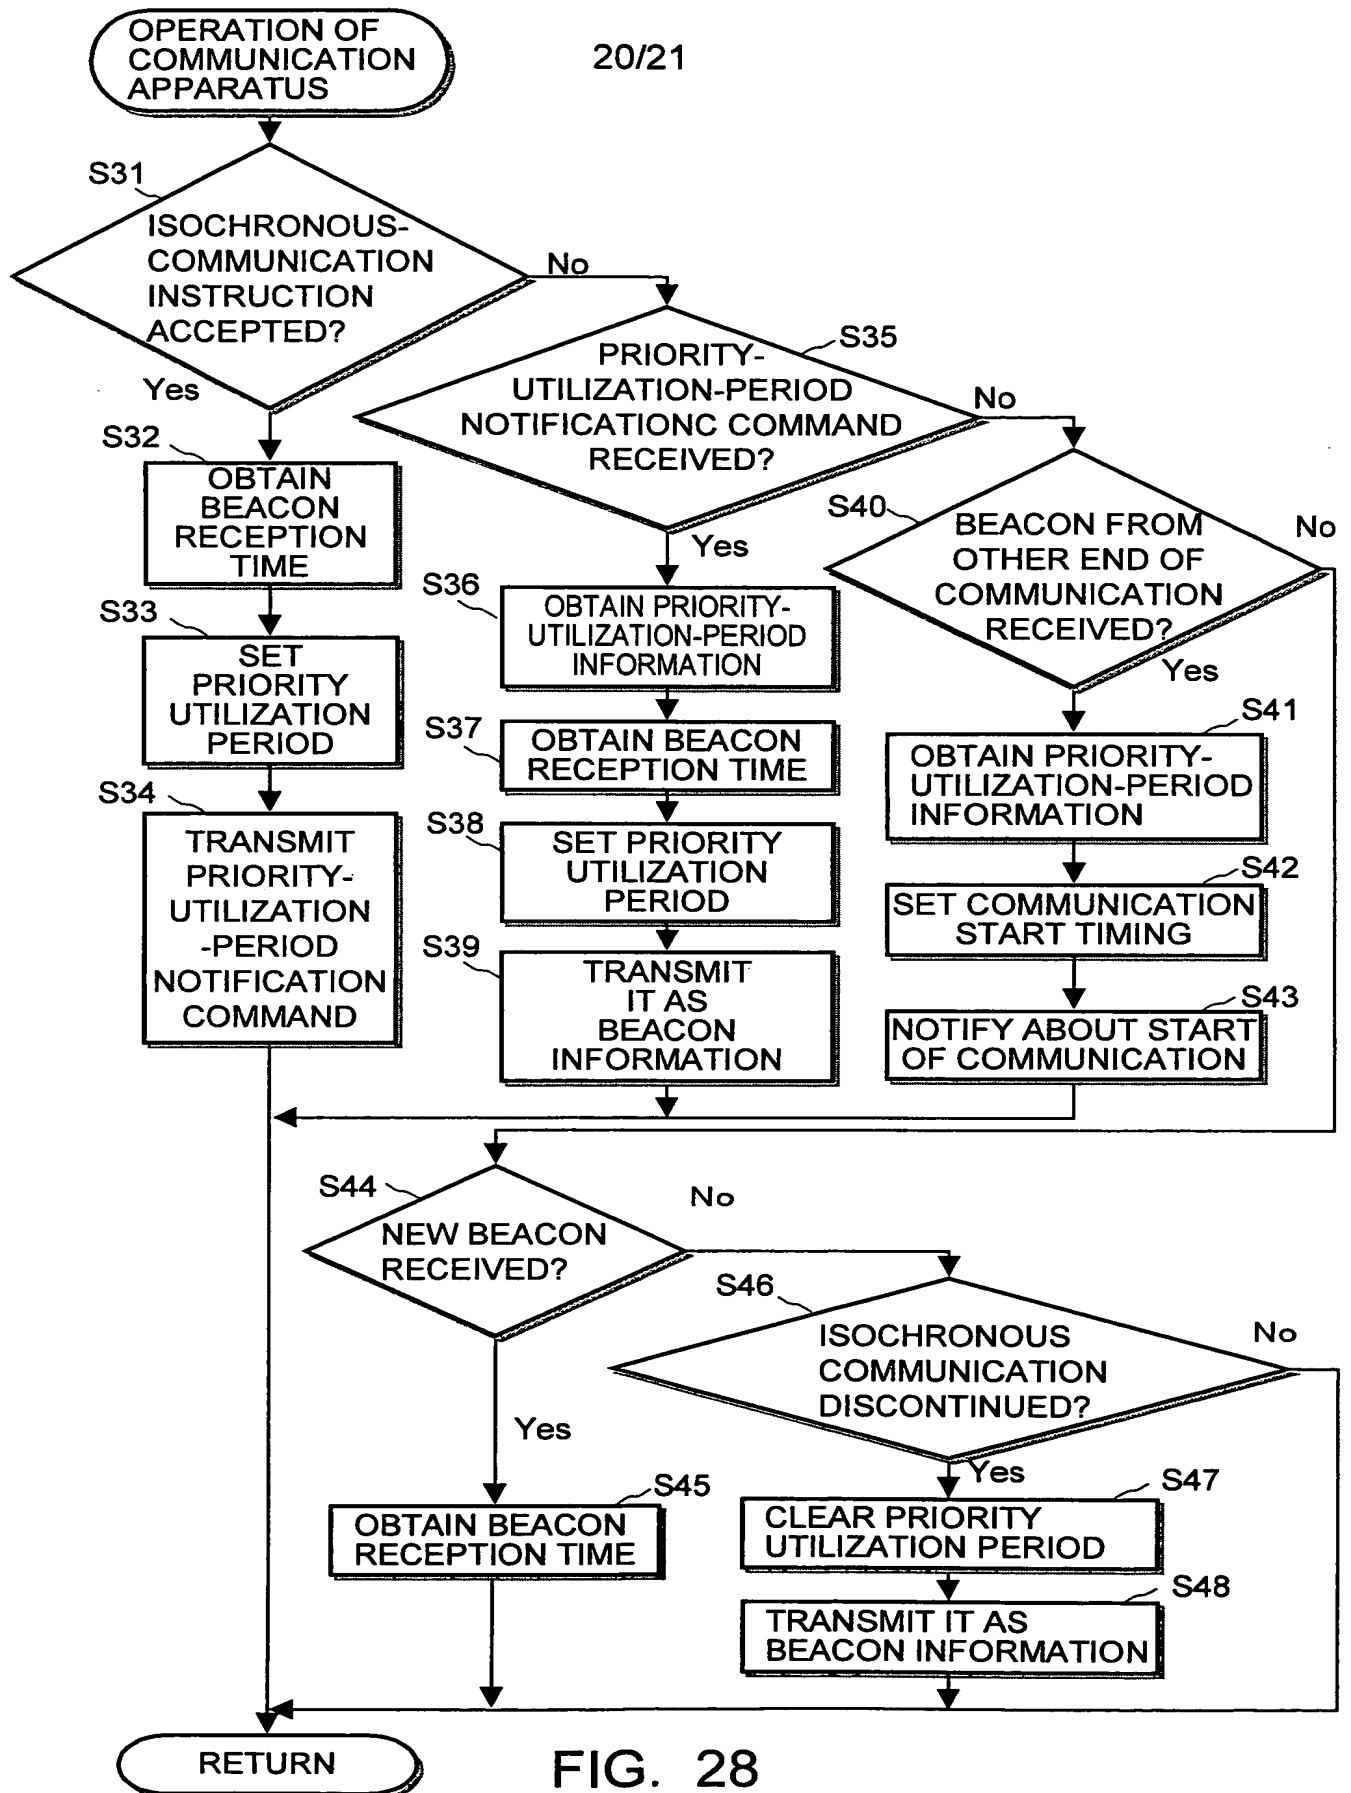 OPERATION OF
COMMUNICATION
APPARATUS
20/21
S31
ISOCHRONOUS-
COMMUNICATION
INSTRUCTION
ACCEPTED?
No
Yes
S32
OBTAIN
BEACON
RECEPTION
TIME
S33
SET
PRIORITY
UTILIZATION
PERIOD
S34
TRANSMIT
PRIORITY-
UTILIZATION
-PERIOD
NOTIFICATION
COMMAND
S35
PRIORITY-
UTILIZATION-PERIOD
NOTIFICATIONC COMMAND
RECEIVED?
No
Yes
S36
OBTAIN PRIORITY-
UTILIZATION-PERIOD
INFORMATION
S37
OBTAIN BEACON
RECEPTION TIME
S38
SET PRIORITY
UTILIZATION
PERIOD
S39
TRANSMIT
IT AS
BEACON
INFORMATION
S40
BEACON FROM
OTHER END OF
COMMUNICATION
RECEIVED?
No
Yes
S41
OBTAIN PRIORITY-
UTILIZATION-PERIOD
INFORMATION
S42
SET COMMUNICATION
START TIMING
S43
NOTIFY ABOUT START
OF COMMUNICATION
S44
NEW BEACON
RECEIVED?
No
Yes
S45
OBTAIN BEACON
RECEPTION TIME
S46
ISOCHRONOUS
COMMUNICATION
DISCONTINUED?
No
Yes
S47
CLEAR PRIORITY
UTILIZATION PERIOD
S48
TRANSMIT IT AS
BEACON INFORMATION
RETURN
FIG. 28